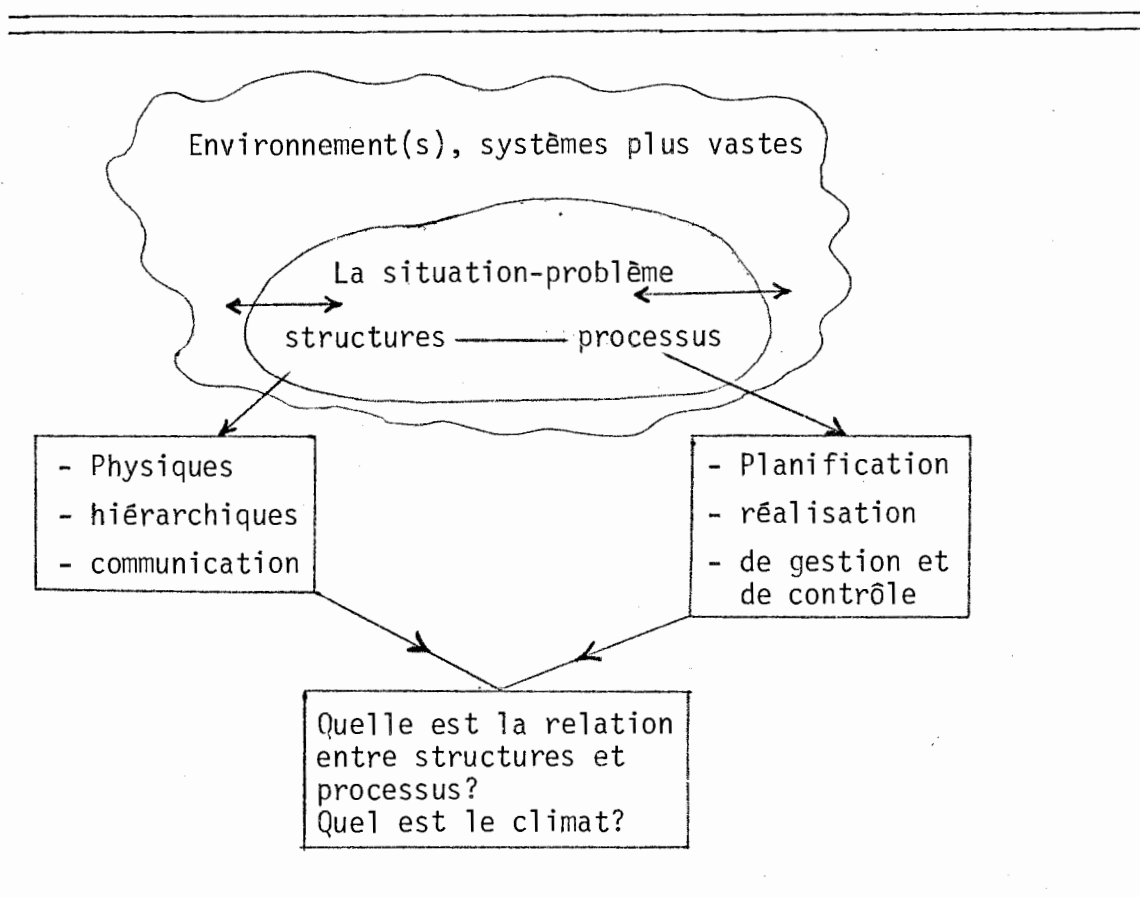 Environnement(s), systèmes plus vastes
La situation-problème
structures processus
- Physiques
- hiérarchiques
- communication
- Planification
- réalisation
- de gestion et
de contrôle
Quelle est la relation
entre structures et
processus?
Quel est le climat?